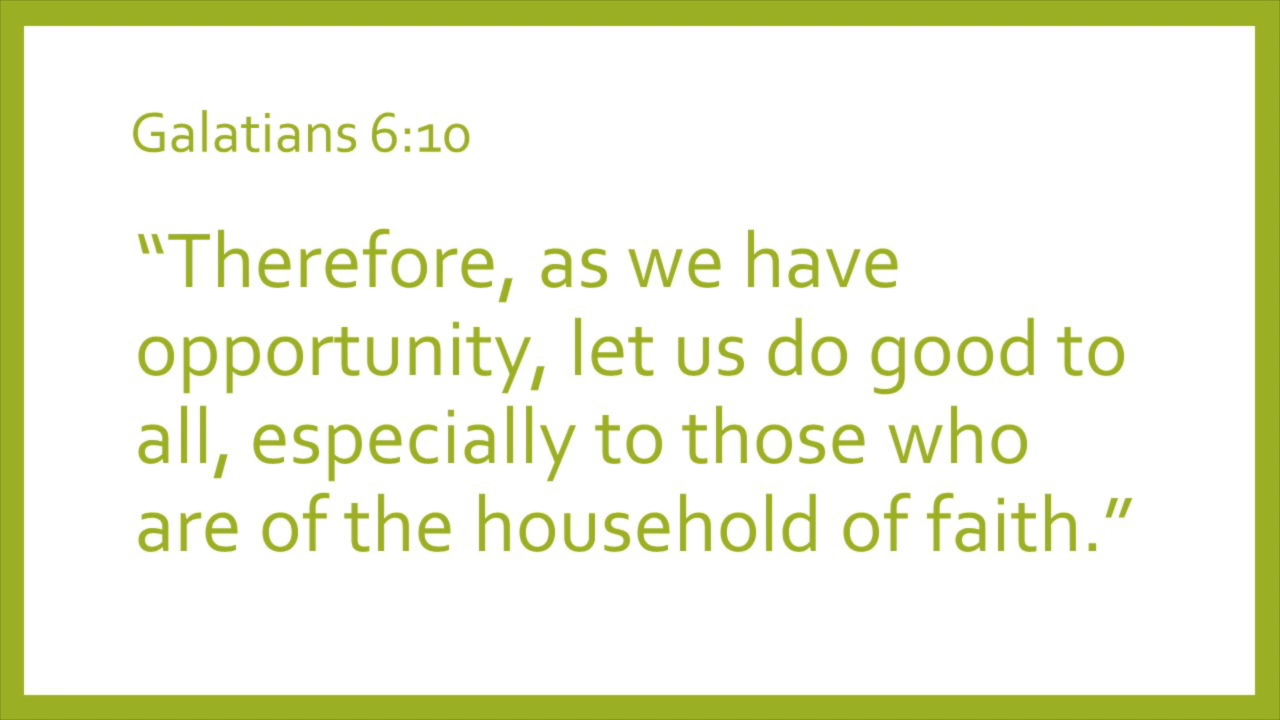 Galatians 6:10
“Therefore, as we have
opportunity, let us do good to
all, especially to those who
are of the household of faith.”